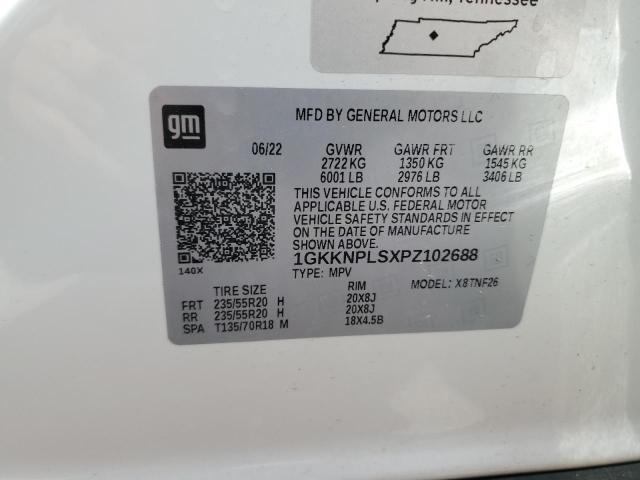 Tennessee
gm
MFD BY GENERAL MOTORS LLC
06/22 GVWR GAWR FRT GAWR RR
2722 KG 1350 KG 1545 KG
6001 LB 2976 LB 3406 LB
THIS VEHICLE CONFORMS TO ALL
APPLICABLE U.S. FEDERAL MOTOR
VEHICLE SAFETY STANDARDS IN EFFECT
ON THE DATE OF MANUFACTURE
SHOWN ABOVE.
1GKKNPLSXPZ102688
140X
TYPE: MPV MODEL: X8TNF26
TIRE SIZE RIM
FRT 235/55R20 H 20X8J
RR 235/55R20 H 20X8J
SPA T135/70R18 M 18X4.5B